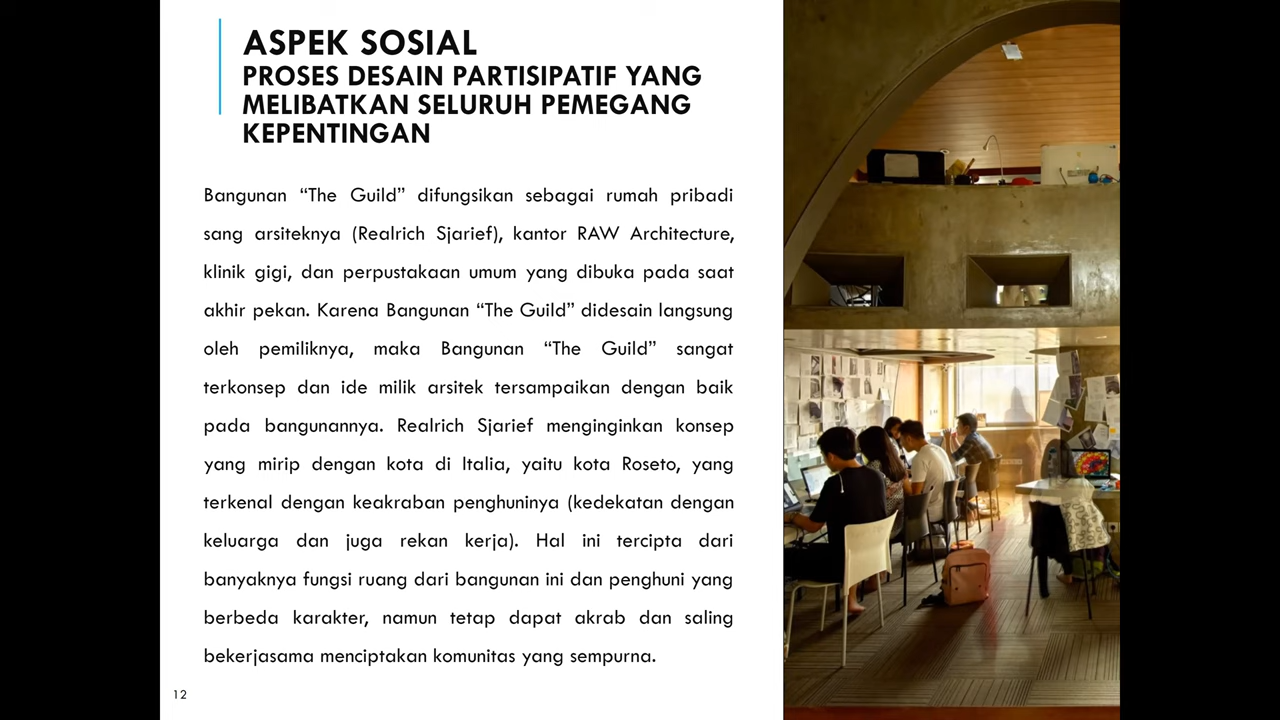 ASPEK SOSIAL
PROSES DESAIN PARTISIPATIF YANG
MELIBATKAN SELURUH PEMEGANG
KEPENTINGAN
Bangunan “The Guild” difungsikan sebagai rumah pribadi
sang arsiteknya (Realrich Sjarief), kantor RAW Architecture,
klinik gigi, dan perpustakaan umum yang dibuka pada saat
akhir pekan. Karena Bangunan “The Guild” didesain langsung
oleh pemiliknya, maka Bangunan “The Guild” sangat
terkonsep dan ide milik arsitek tersampaikan dengan baik
pada bangunannya. Realrich Sjarief menginginkan konsep
yang mirip dengan kota di Italia, yaitu kota Roseto, yang
terkenal dengan keakraban penghuninya (kedekatan dengan
keluarga dan juga rekan kerja). Hal ini tercipta dari
banyaknya fungsi ruang dari bangunan ini dan penghuni yang
berbeda karakter, namun tetap dapat akrab dan saling
bekerjasama menciptakan komunitas yang sempurna.
12